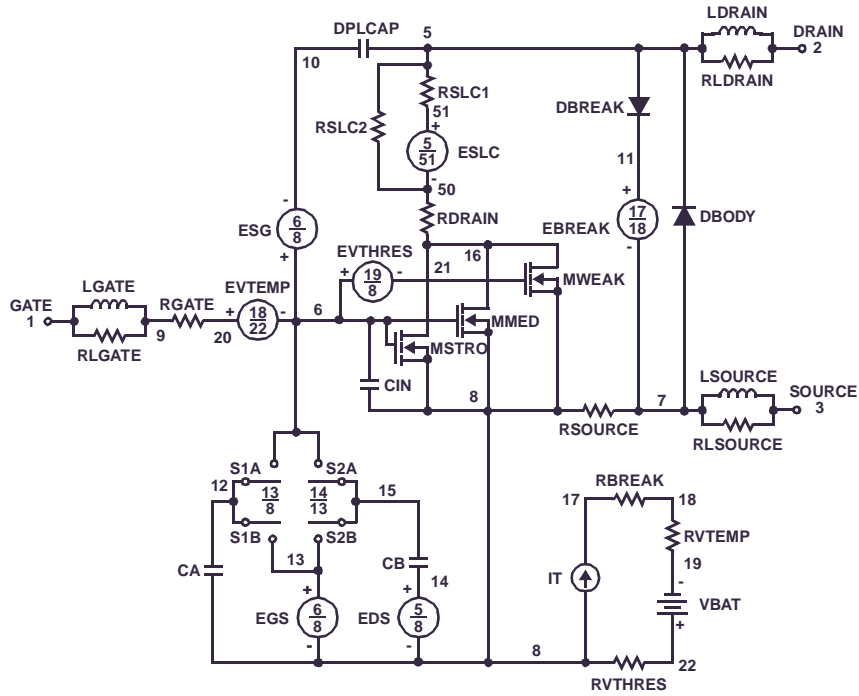 LDRAIN
DPLCAP 5 DRAIN
10 2
RLDRAIN
RSLC1
51
DBREAK
RSLC2
+
5
51
ESLC
-
50
11
-
6
8
ESG
+
RDRAIN
+
17
18
EBREAK
-
DBODY
EVTHRES
16
+ 19
8
- 21
MWEAK
LGATE
EVTEMP
GATE
1
RGATE
+ 18
22
- 6
MMED
9
20
RLGATE
MSTRO
CIN
LSOURCE
8
7
SOURCE
3
RSOURCE
RLSOURCE
S1A
S2A
12
13
8
14
13
15
RBREAK
17
18
S1B
S2B
RVTEMP
13
CB
19
CA
14
IT
-
VBAT
+
+
EGS
6
8
-
+
EDS
5
8
-
8
22
RVTHRES